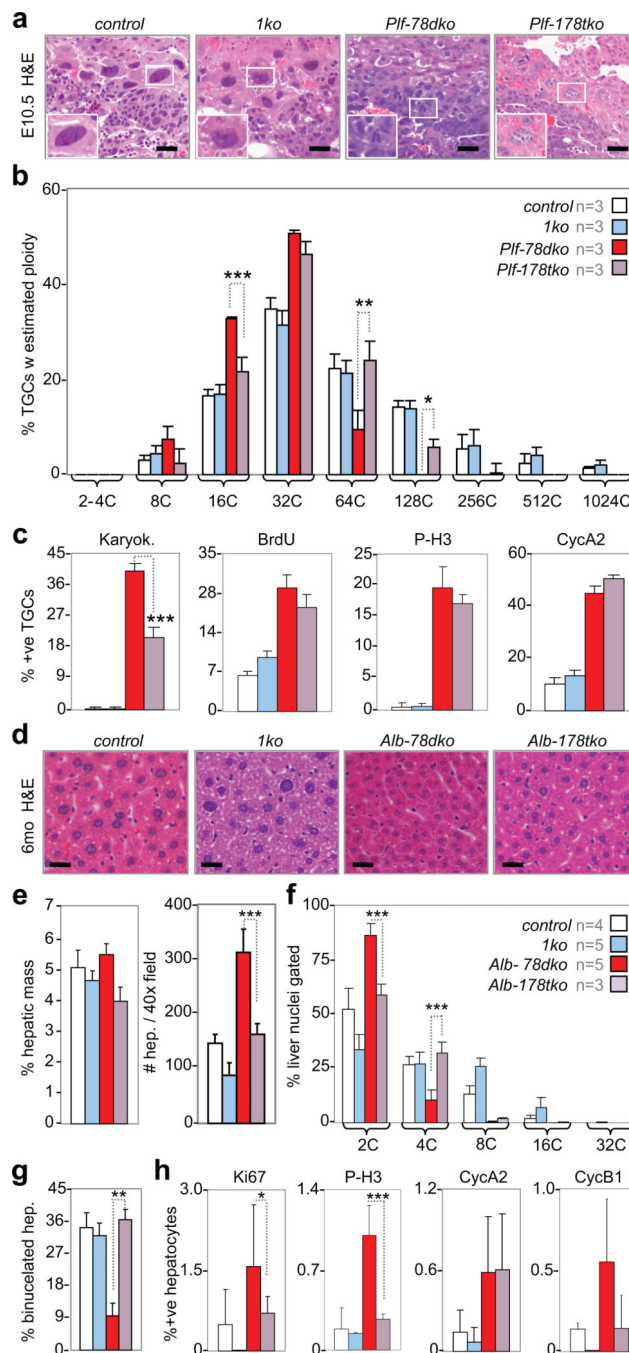 a control 1ko Plf-78dko Plf-178tko
E10.5 H&E
b
% TGCs w estimated ploidy
60
40
20
0
control n=3
1ko n=3
Plf-78dko n=3
Plf-178tko n=3
***
**
*
2-4C 8C 16C 32C 64C 128C 256C 512C 1024C
c
% +ve TGCs
Karyok. BrdU P-H3 CycA2
45
36
27
18
9
0
***
35
28
21
14
7
0
25
20
15
10
5
0
60
40
20
0
d control 1ko Alb-78dko Alb-178tko
6mo H&E
e
% hepatic mass
7
6
5
4
3
2
1
0
# hep. / 40x field
400
300
200
100
0
***
f
% liver nuclei gated
100
75
50
25
0
***
***
control n=4
1ko n=5
Alb- 78dko n=5
Alb-178tko n=3
2C 4C 8C 16C 32C
g
% binucelated hep.
45
36
27
18
9
0
**
h
%+ve hepatocytes
Ki67 P-H3 CycA2 CycB1
3.0
1.5
0
*
1.4
0.7
0
***
1.2
0.6
0
1.0
0.5
0